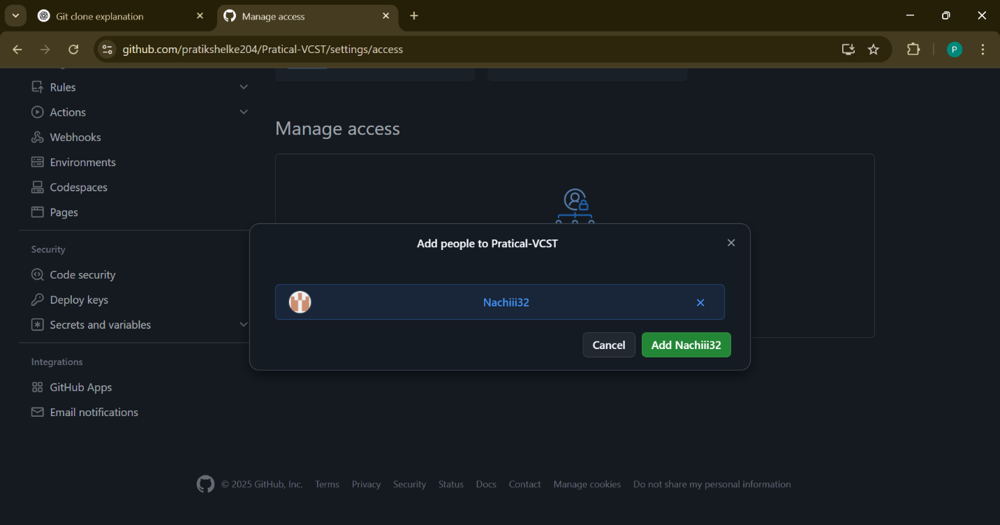 Git clone explanation
Manage access
github.com/pratikshelke204/Pratical-VCST/settings/access
P
Rules
Actions
Webhooks
Environments
Codespaces
Pages
Security
Code security
Deploy keys
Secrets and variables
Integrations
GitHub Apps
Email notifications
Manage access
Add people to Pratical-VCST
Nachiii32
Cancel
Add Nachiii32
© 2025 GitHub, Inc. Terms Privacy Security Status Docs Contact Manage cookies Do not share my personal information